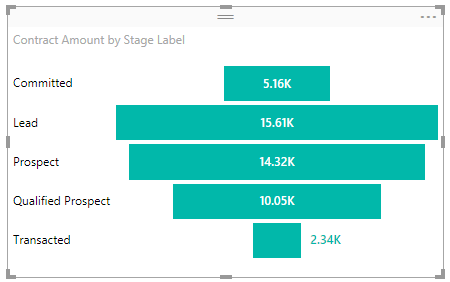 Contract Amount by Stage Label
Committed 5.16K
Lead 15.61K
Prospect 14.32K
Qualified Prospect 10.05K
Transacted 2.34K